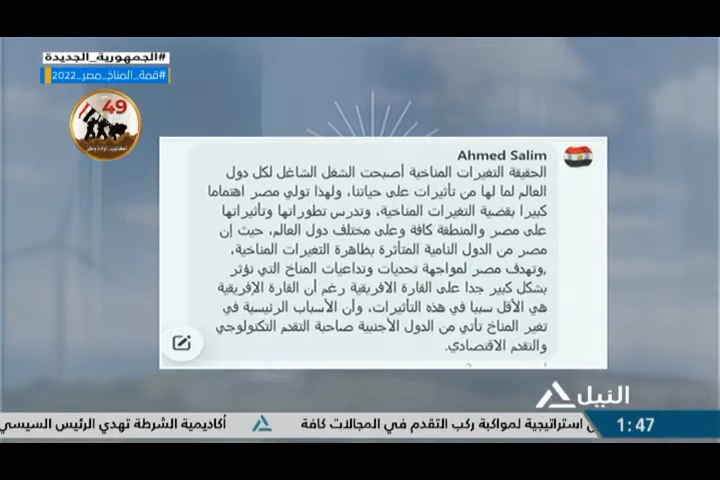 #الجمهورية_الجديدة
#قمة_المناخ_مصر_2022
49
Ahmed Salim
الحقيقة التغيرات المناخية أصبحت الشغل الشاغل لكل دول
العالم لما لها من تأثيرات على حياتنا، ولهذا تولي مصر اهتماما
كبيرا بقضية التغيرات المناخية، وتدرس تطوراتها وتأثيراتها
على مصر والمنطقة كافة وعلى مختلف دول العالم، حيث إن
مصر من الدول النامية المتأثرة بظاهرة التغيرات المناخية،
,وتهدف مصر لمواجهة تحديات وتداعيات المناخ التي تؤثر
بشكل كبير جدا على القارة الافريقية رغم أن القارة الإفريقية
هي الأقل سببا في هذه التأثيرات، وأن الأسباب الرئيسية في
تغير المناخ تأتي من الدول الأجنبية صاحبة التقدم التكنولوجي
والتقدم الاقتصادي.
النيل
1:47
استراتيجية لمواكبة ركب التقدم في المجالات كافة
أكاديمية الشرطة تهدي الرئيس السيسي